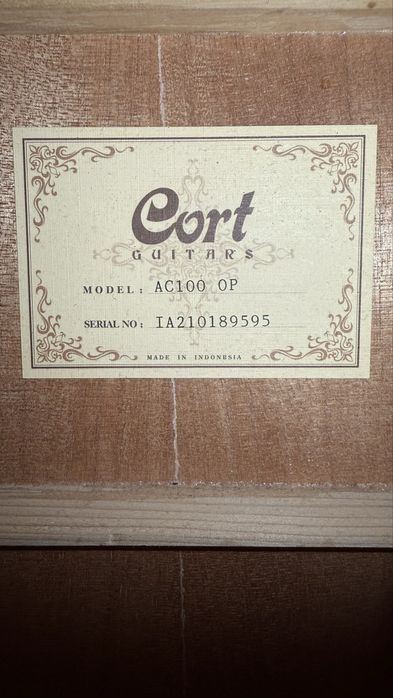 Cort
GUITARS
MODEL: AC100 OP
SERIAL NO: IA210189595
MADE IN INDONESIA